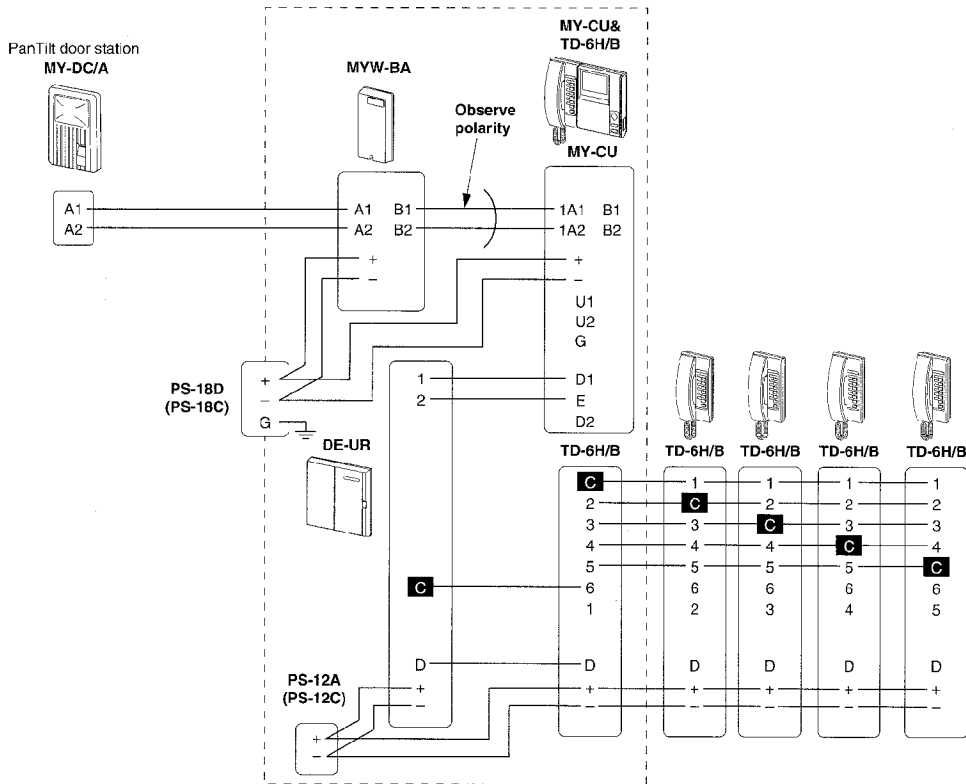 PanTilt door station
MY-DC/A
MYW-BA
MY-CU&
TD-6H/B
Observe
polarity
MY-CU
A1
A2
A1 B1
A2 B2
+
−
1A1 B1
1A2 B2
+
−
U1
U2
G
D1
E
D2
PS-18D
(PS-18C)
+
−
G
DE-UR
1
2
C
D
+
−
PS-12A
(PS-12C)
+
−
TD-6H/B TD-6H/B TD-6H/B TD-6H/B TD-6H/B
C 1 1 1 1
2 C 2 2 2
3 3 C 3 3
4 4 4 C 4
5 5 5 5 C
6 6 6 6 6
1 2 3 4 5
D D D D D
+ + + + +
− − − − −